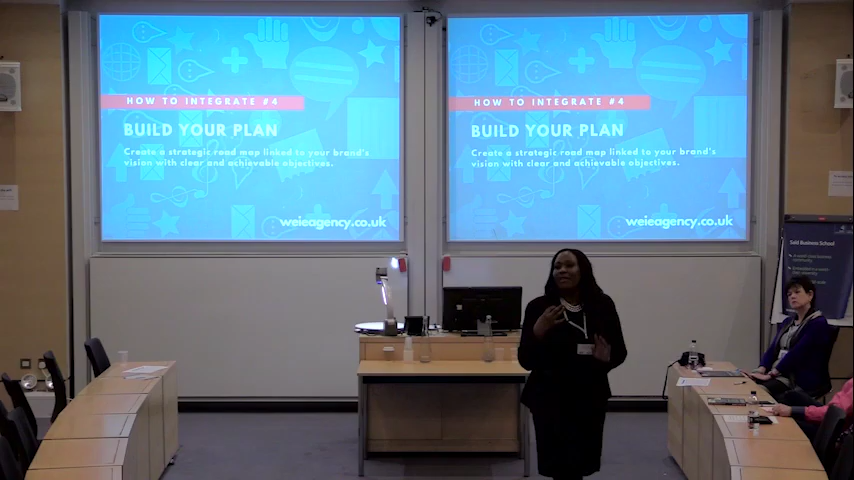 HOW TO INTEGRATE #4
BUILD YOUR PLAN
Create a strategic road map linked to your brand's
vision with clear and achievable objectives.
weieagency.co.uk
HOW TO INTEGRATE #4
BUILD YOUR PLAN
Create a strategic road map linked to your brand's
vision with clear and achievable objectives.
weieagency.co.uk
Saïd Business School